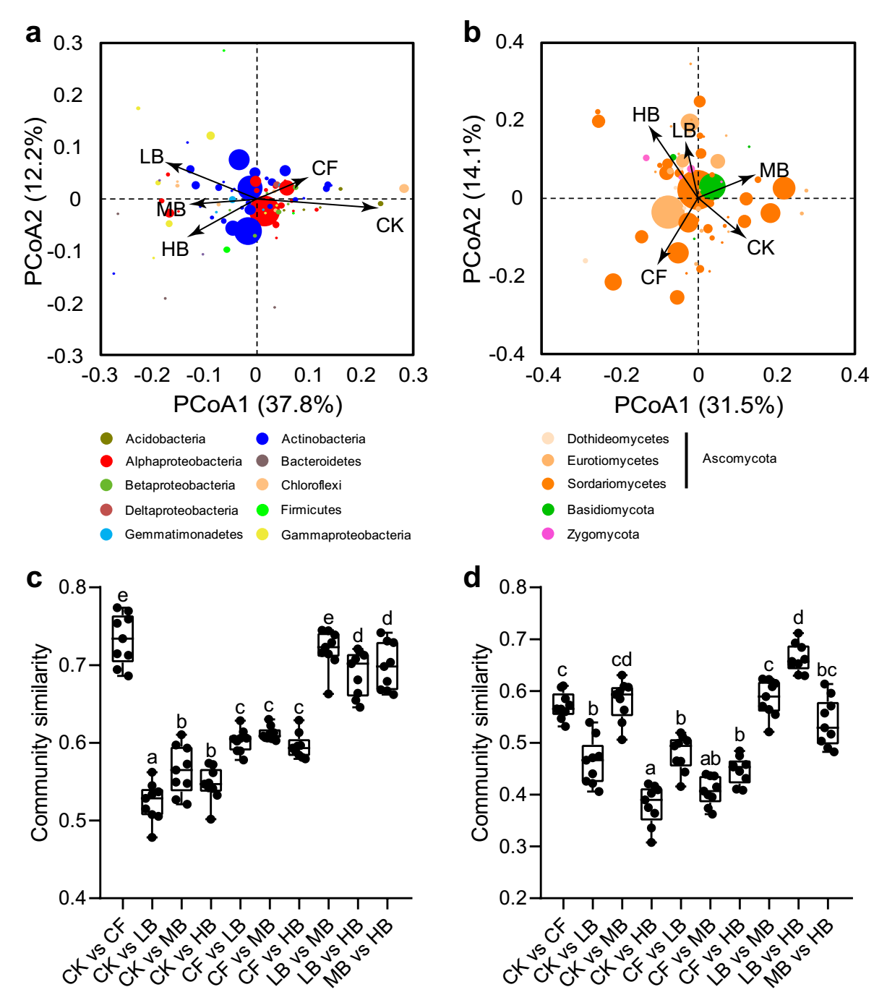 a
0.3
0.2
0.1
0
-0.1
-0.2
-0.3
PCoA2 (12.2%)
LB
CF
MB
CK
HB
-0.3
-0.2
-0.1
0
0.1
0.2
0.3
PCoA1 (37.8%)
b
0.4
0.2
0
-0.2
-0.4
PCoA2 (14.1%)
HB
LB
MB
CK
CF
-0.4
-0.2
0
0.2
0.4
PCoA1 (31.5%)
Acidobacteria
Actinobacteria
Alphaproteobacteria
Bacteroidetes
Betaproteobacteria
Chloroflexi
Deltaproteobacteria
Firmicutes
Gemmatimonadetes
Gammaproteobacteria
Dothideomycetes
Eurotiomycetes
Sordariomycetes
Ascomycota
Basidiomycota
Zygomycota
c
0.8
0.7
0.6
0.5
0.4
Community similarity
e
a
b
b
c
c
c
e
d
d
CK vs CF
CK vs LB
CK vs MB
CK vs HB
CF vs LB
CF vs MB
CF vs HB
LB vs MB
LB vs HB
MB vs HB
d
0.8
0.7
0.6
0.5
0.4
0.3
0.2
Community similarity
c
b
cd
a
b
ab
b
c
d
bc
CK vs CF
CK vs LB
CK vs MB
CK vs HB
CF vs LB
CF vs MB
CF vs HB
LB vs MB
LB vs HB
MB vs HB